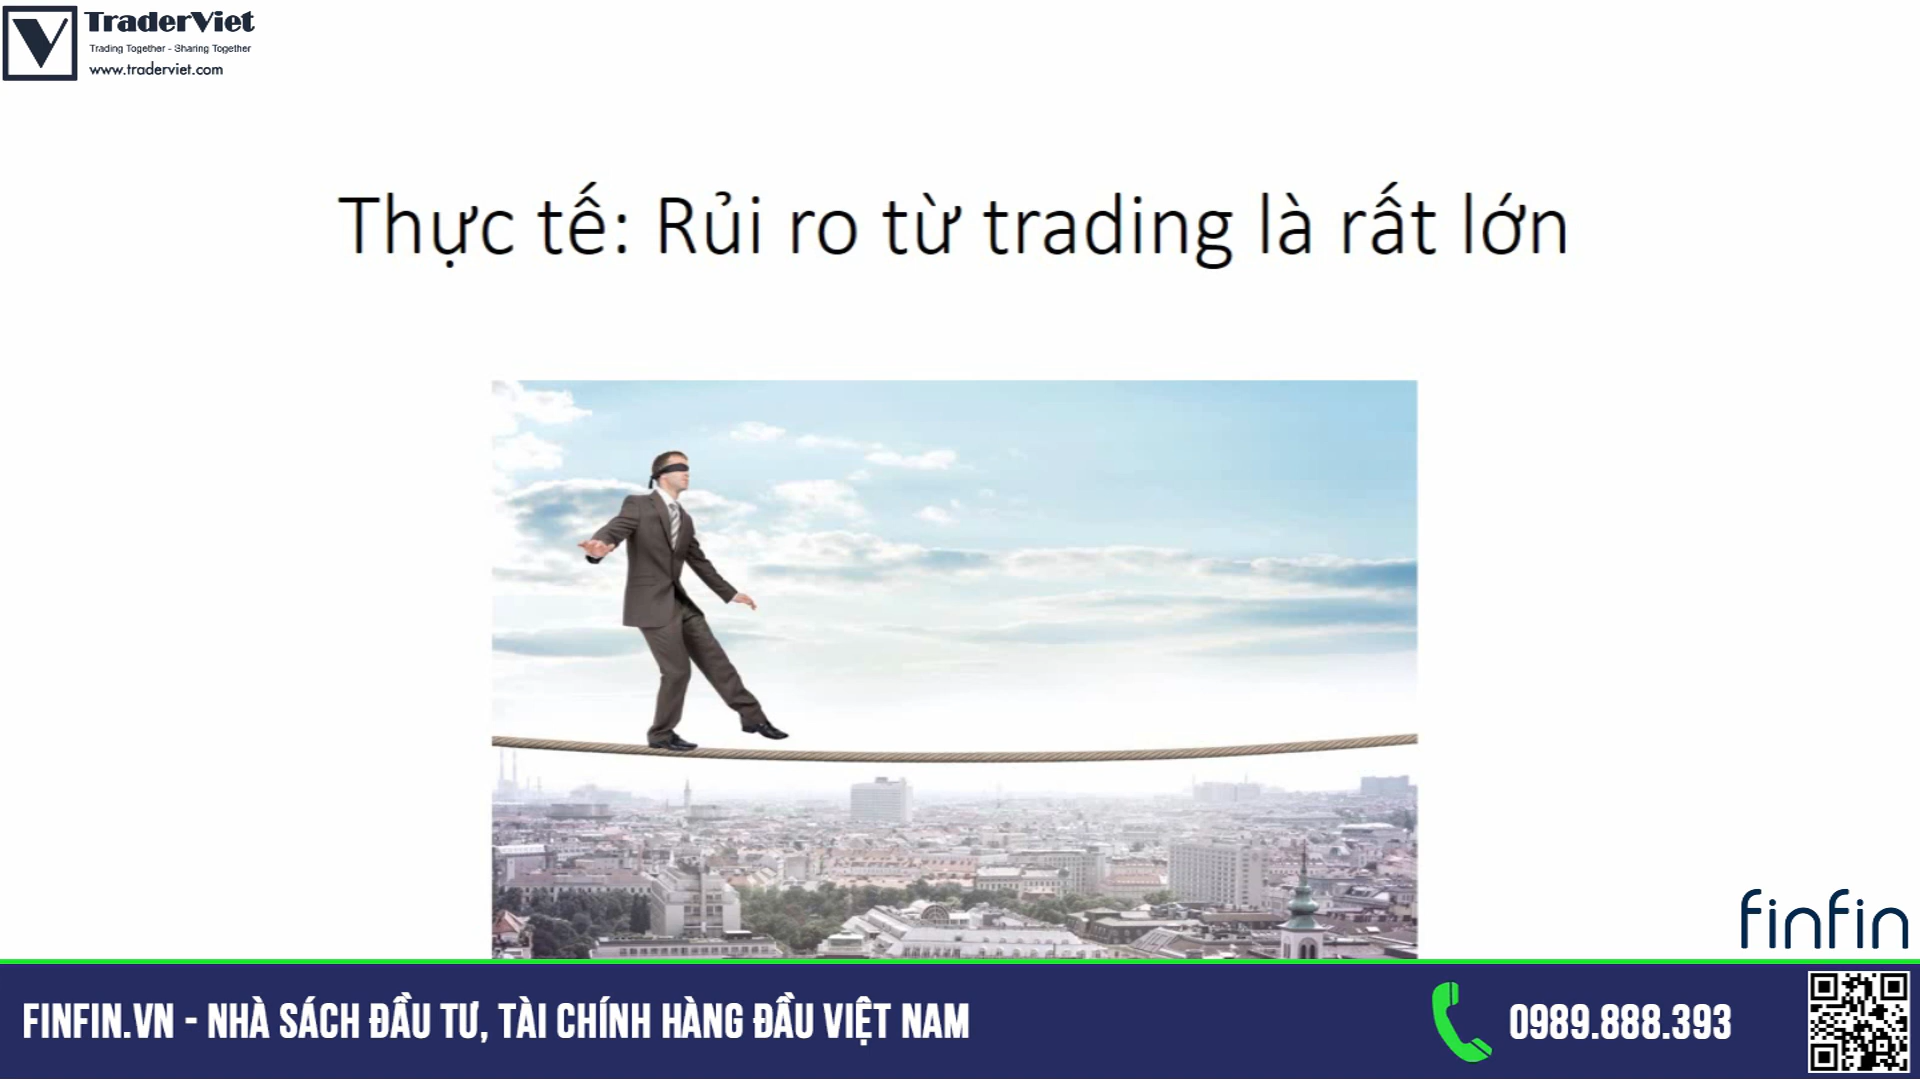 TraderViet
Trading Together - Sharing Together
www.traderviet.com
Thực tế: Rủi ro từ trading là rất lớn
finfin
FINFIN.VN - NHÀ SÁCH ĐẦU TƯ, TÀI CHÍNH HÀNG ĐẦU VIỆT NAM
0989.888.393